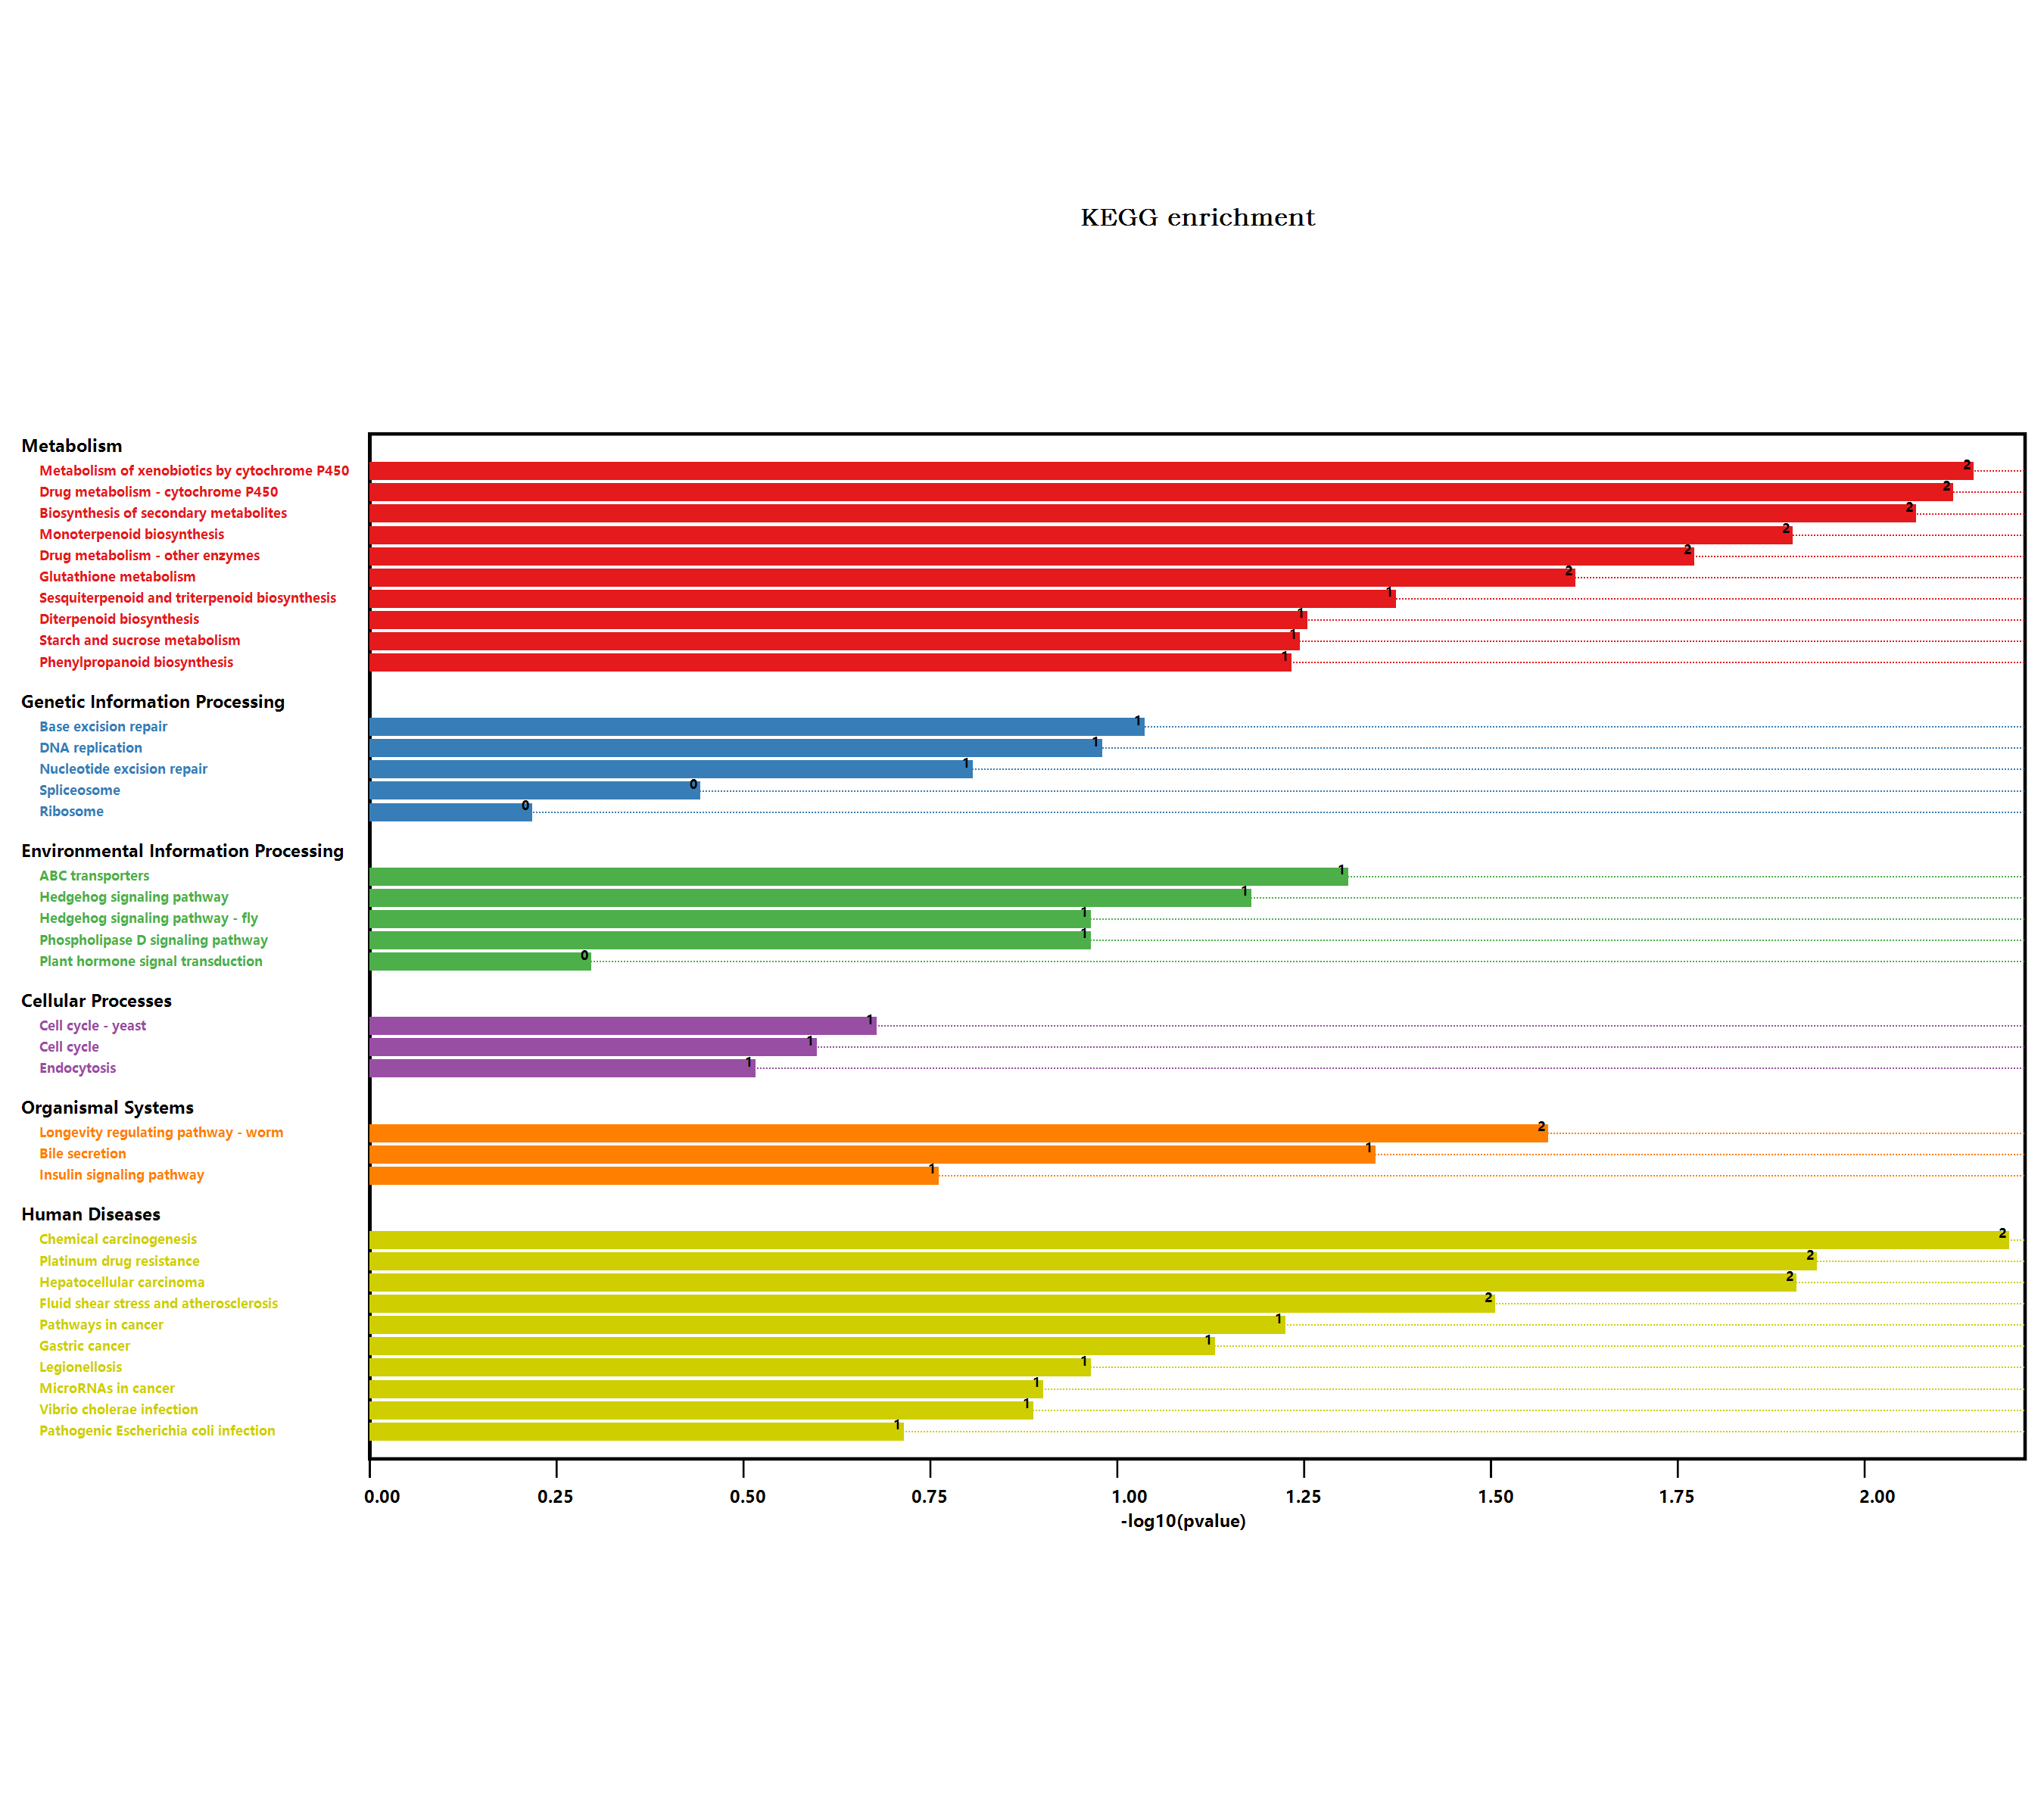 KEGG enrichment
Metabolism
Metabolism of xenobiotics by cytochrome P450 2
Drug metabolism - cytochrome P450 2
Biosynthesis of secondary metabolites 2
Monoterpenoid biosynthesis 2
Drug metabolism - other enzymes 2
Glutathione metabolism 2
Sesquiterpenoid and triterpenoid biosynthesis 1
Diterpenoid biosynthesis 1
Starch and sucrose metabolism 1
Phenylpropanoid biosynthesis 1
Genetic Information Processing
Base excision repair 1
DNA replication 1
Nucleotide excision repair 1
Spliceosome 0
Ribosome 0
Environmental Information Processing
ABC transporters 1
Hedgehog signaling pathway 1
Hedgehog signaling pathway - fly 1
Phospholipase D signaling pathway 1
Plant hormone signal transduction 0
Cellular Processes
Cell cycle - yeast 1
Cell cycle 1
Endocytosis 1
Organismal Systems
Longevity regulating pathway - worm 2
Bile secretion 1
Insulin signaling pathway 1
Human Diseases
Chemical carcinogenesis 2
Platinum drug resistance 2
Hepatocellular carcinoma 2
Fluid shear stress and atherosclerosis 2
Pathways in cancer 1
Gastric cancer 1
Legionellosis 1
MicroRNAs in cancer 1
Vibrio cholerae infection 1
Pathogenic Escherichia coli infection 1
0.00 0.25 0.50 0.75 1.00 1.25 1.50 1.75 2.00
-log10(pvalue)